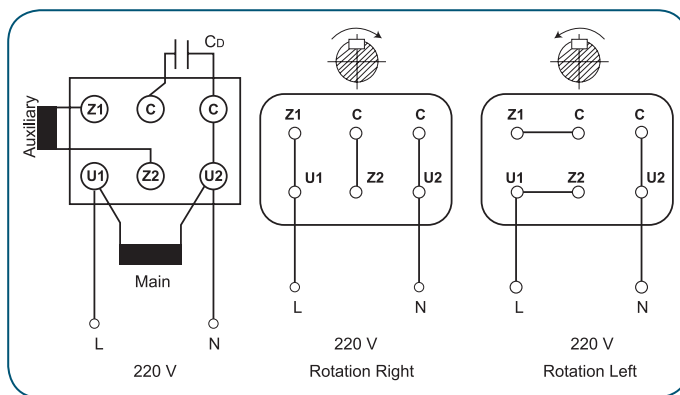 CD
Z1 C C
Auxiliary
U1 Z2 U2
Main
L N
220 V
Z1 C C
U1 Z2 U2
L N
220 V
Rotation Right
Z1 C C
U1 Z2 U2
L N
220 V
Rotation Left